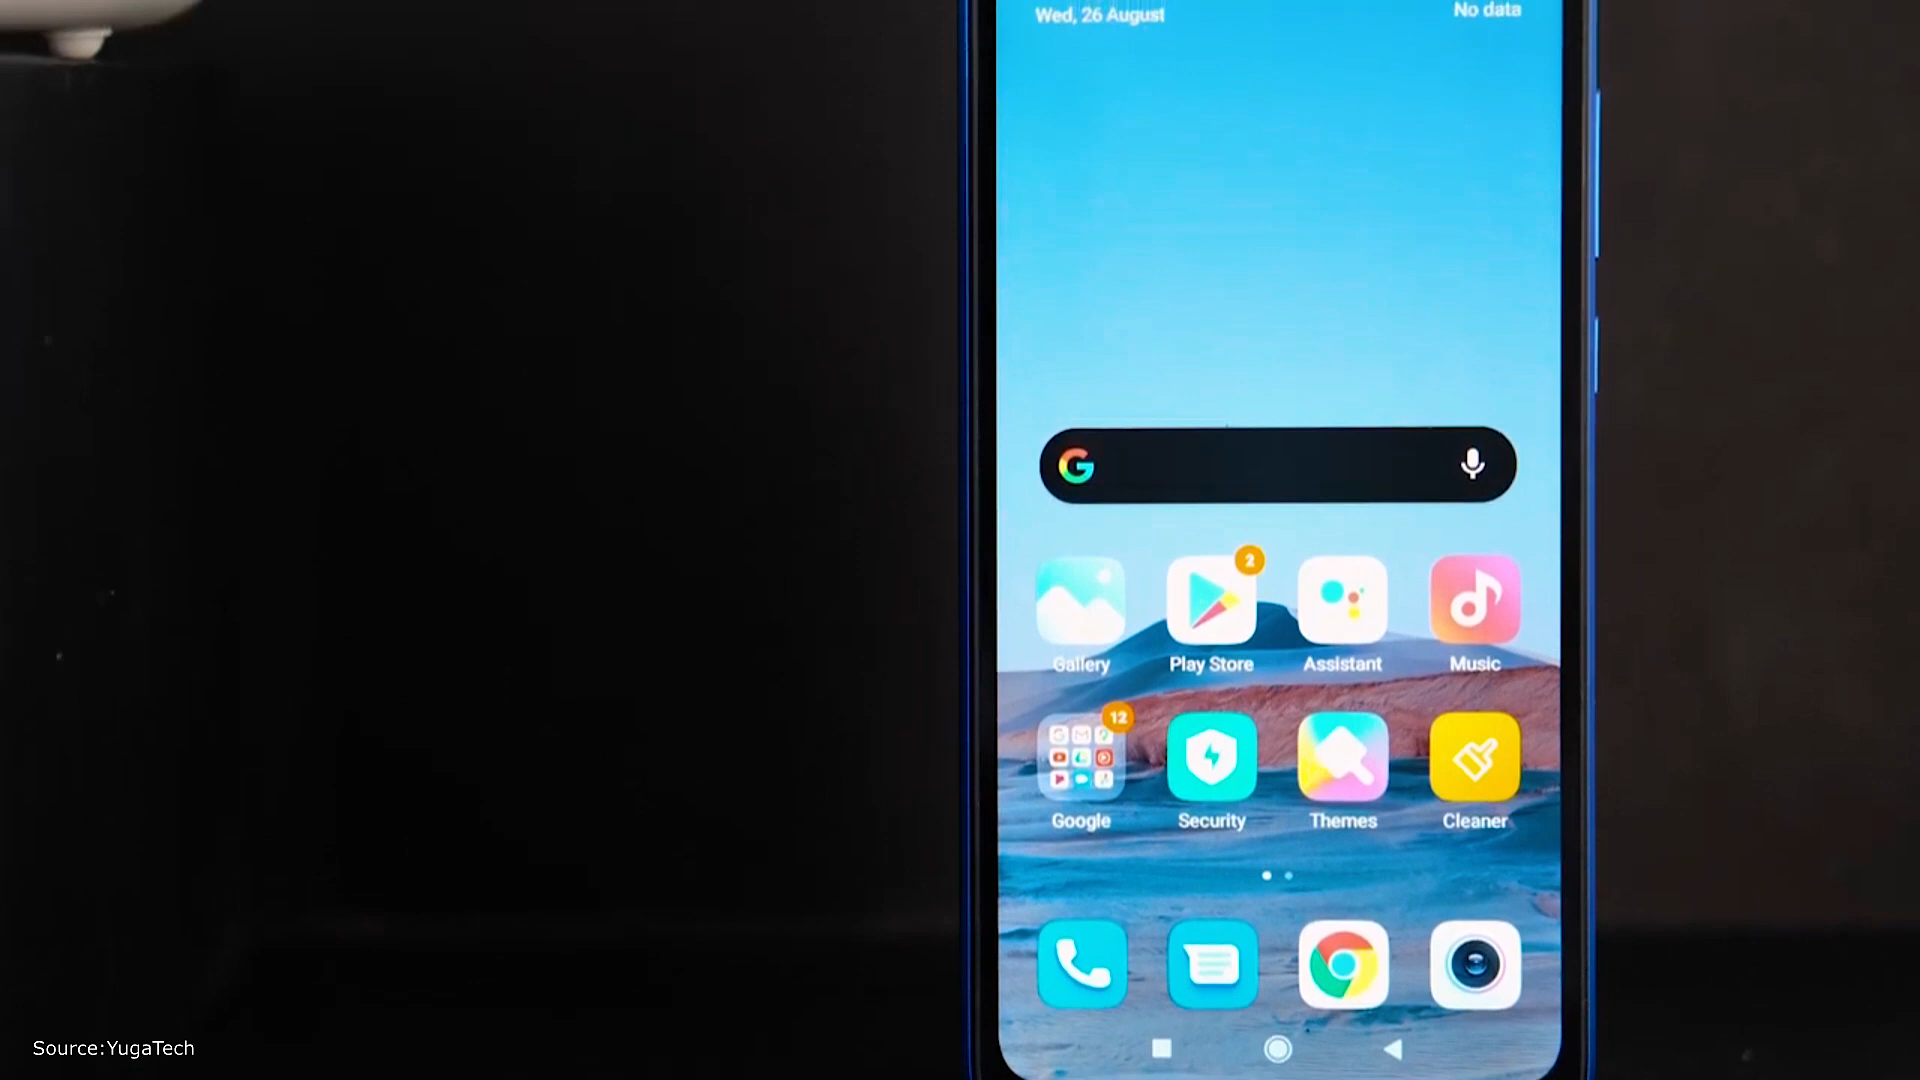 Wed, 26 August
No data
2
Gallery
Play Store
Assistant
Music
12
Google
Security
Themes
Cleaner
Source:YugaTech